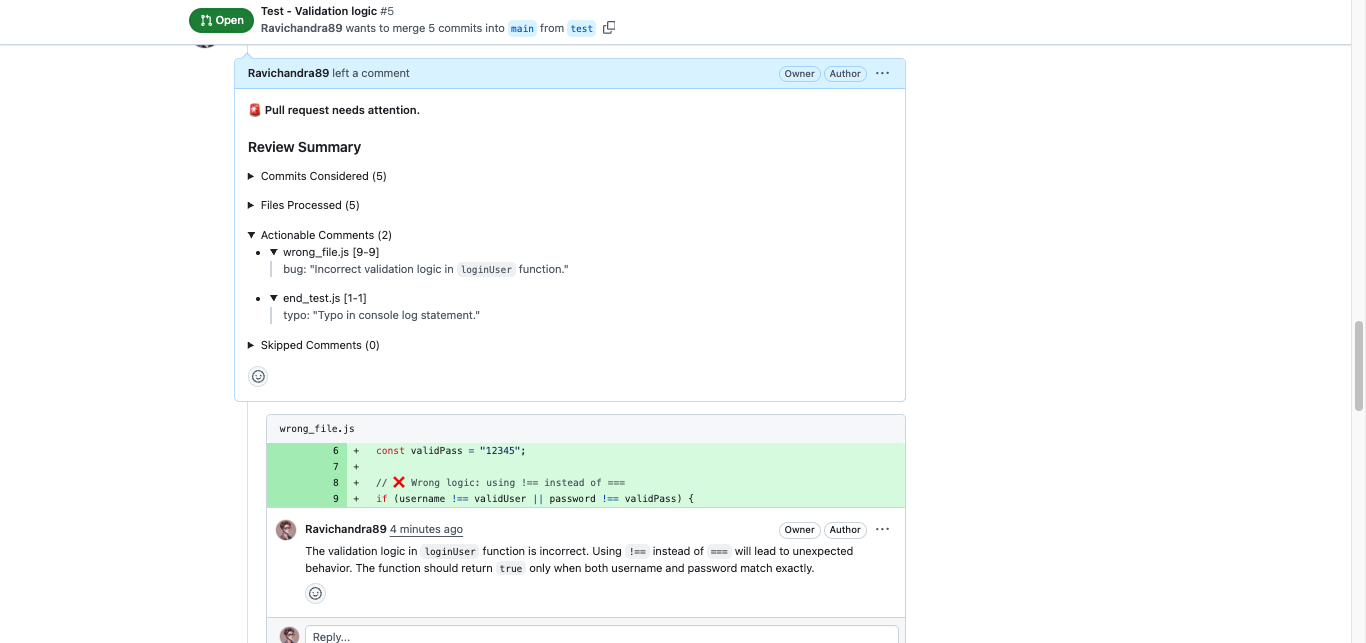 Open
Test - Validation logic #5
Ravichandra89 wants to merge 5 commits into main from test
Ravichandra89 left a comment
Owner Author ...
🚨 Pull request needs attention.
Review Summary
▶ Commits Considered (5)
▶ Files Processed (5)
▼ Actionable Comments (2)
• ▼ wrong_file.js [9-9]
bug: "Incorrect validation logic in loginUser function."
• ▼ end_test.js [1-1]
typo: "Typo in console log statement."
▶ Skipped Comments (0)
wrong_file.js
6 + const validPass = "12345";
7 +
8 + // ❌ Wrong logic: using !== instead of ===
9 + if (username !== validUser || password !== validPass) {
Ravichandra89 4 minutes ago
Owner Author ...
The validation logic in loginUser function is incorrect. Using !== instead of === will lead to unexpected
behavior. The function should return true only when both username and password match exactly.
Reply...